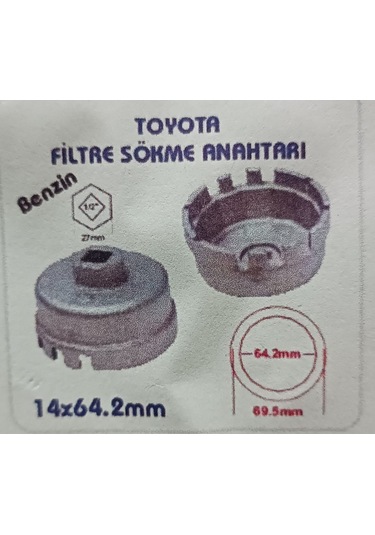 TOYOTA
FİLTRE SÖKME ANAHTARI
Benzin
1/2"
27mm
64.2mm
69.5mm
14x64.2mm